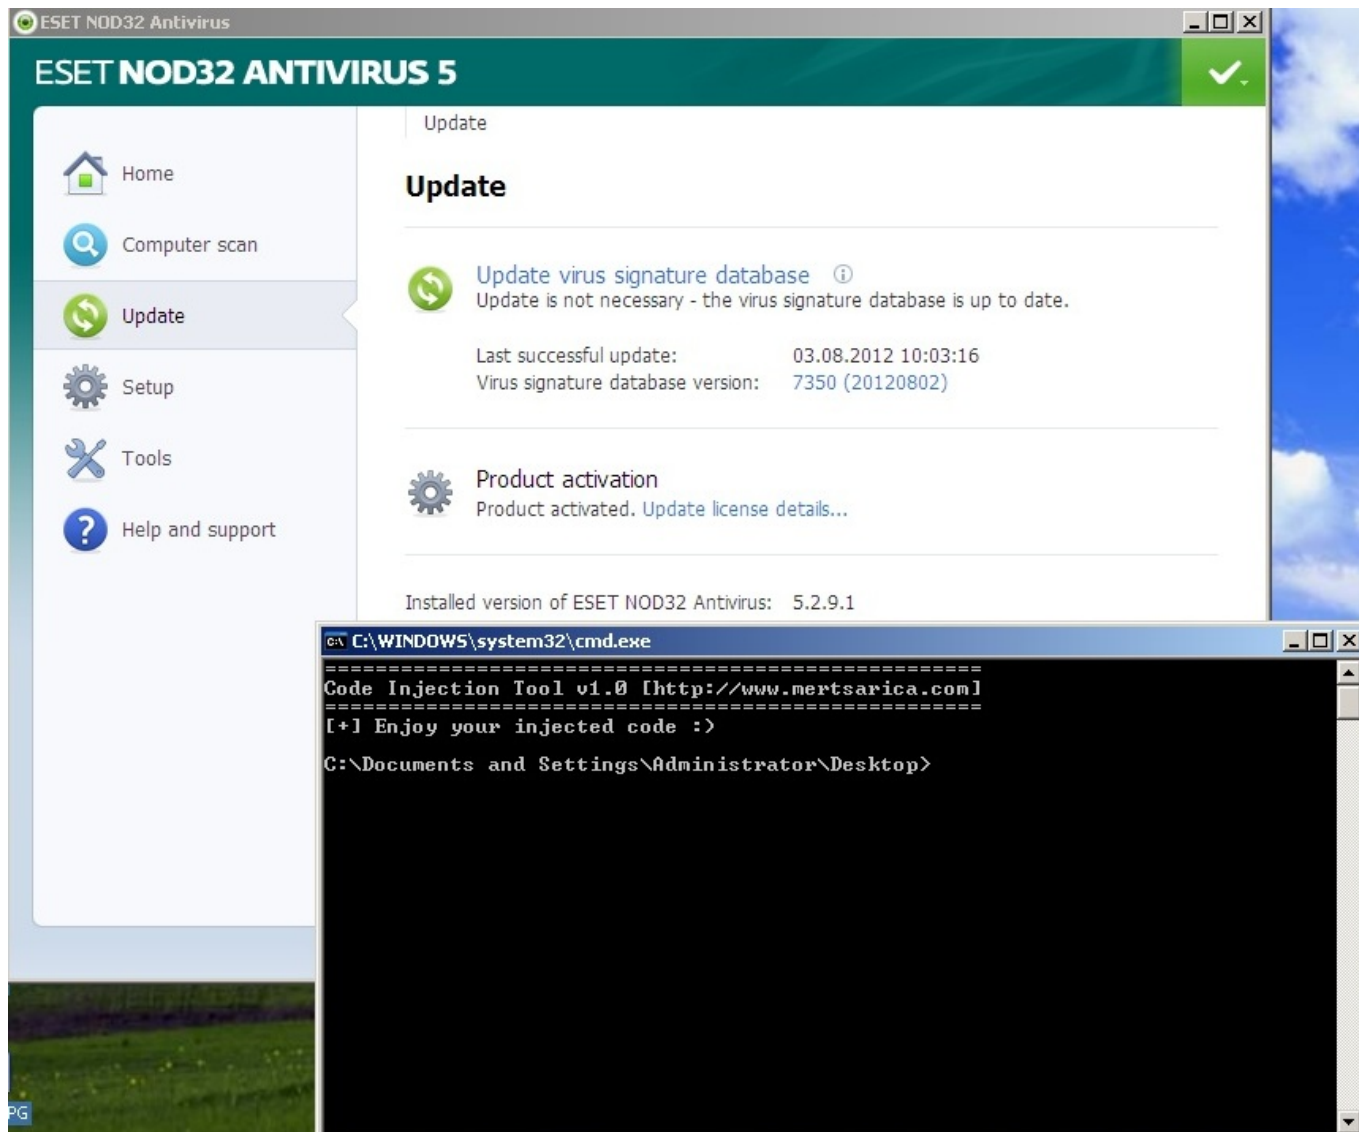 ESET NOD32 Antivirus
ESET NOD32 ANTIVIRUS 5
Home
Computer scan
Update
Setup
Tools
Help and support
Update
Update
Update virus signature database
Update is not necessary - the virus signature database is up to date.
Last successful update: 03.08.2012 10:03:16
Virus signature database version: 7350 (20120802)
Product activation
Product activated. Update license details...
Installed version of ESET NOD32 Antivirus: 5.2.9.1
C:\WINDOWS\system32\cmd.exe
====================================================
Code Injection Tool v1.0 [http://www.mertsarica.com]
====================================================
[+] Enjoy your injected code :)
C:\Documents and Settings\Administrator\Desktop>
PG